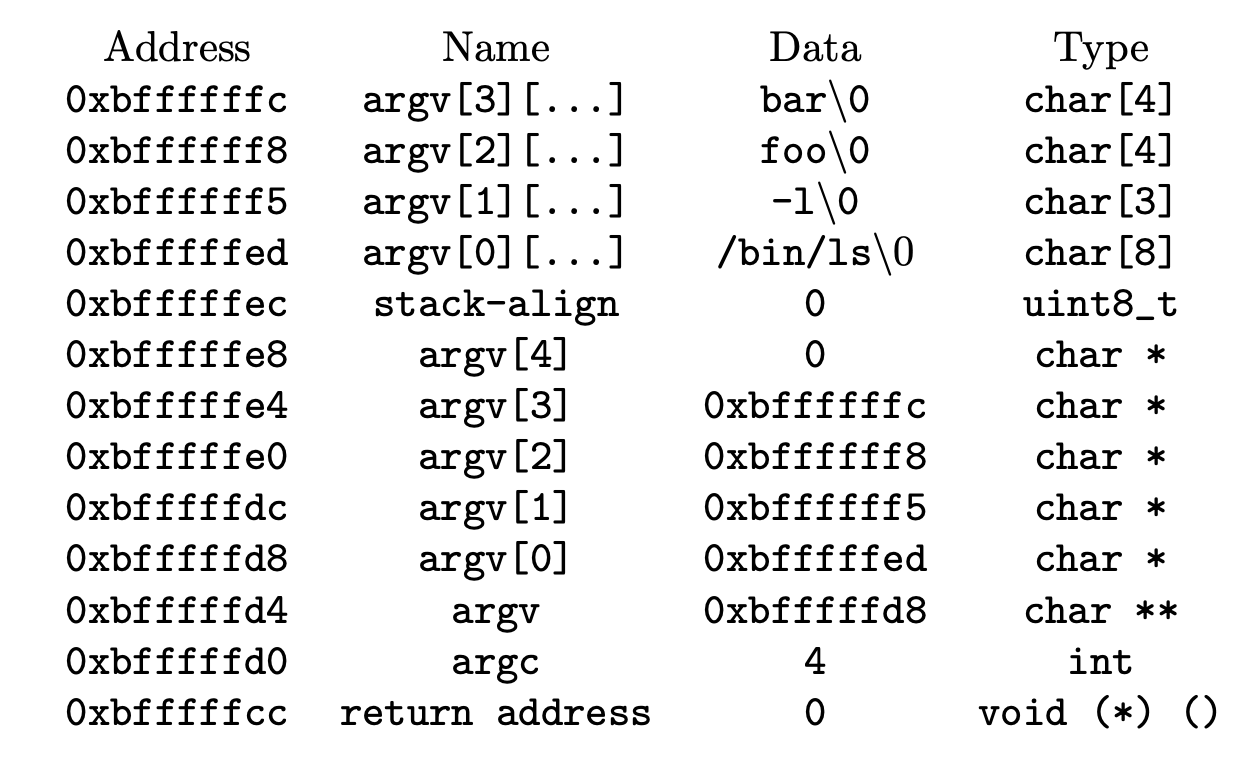 Address Name Data Type
0xbffffffc argv[3][...] bar\0 char[4]
0xbffffff8 argv[2][...] foo\0 char[4]
0xbffffff5 argv[1][...] -l\0 char[3]
0xbfffffed argv[0][...] /bin/ls\0 char[8]
0xbfffffec stack-align 0 uint8_t
0xbfffffe8 argv[4] 0 char *
0xbfffffe4 argv[3] 0xbffffffc char *
0xbfffffe0 argv[2] 0xbffffff8 char *
0xbfffffdc argv[1] 0xbffffff5 char *
0xbfffffd8 argv[0] 0xbfffffed char *
0xbfffffd4 argv 0xbfffffd8 char **
0xbfffffd0 argc 4 int
0xbfffffcc return address 0 void (*) ()